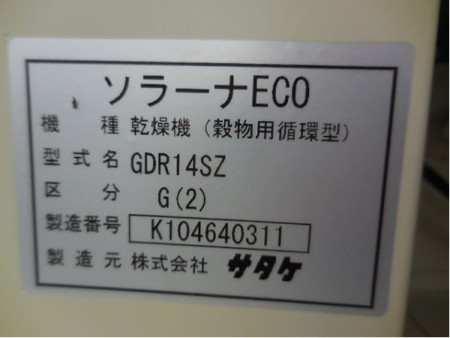 ソラーナECO
機種 乾燥機（穀物用循環型）
型式名 GDR14SZ
区分 G(2)
製造番号 K104640311
製造元 株式会社 サタケ